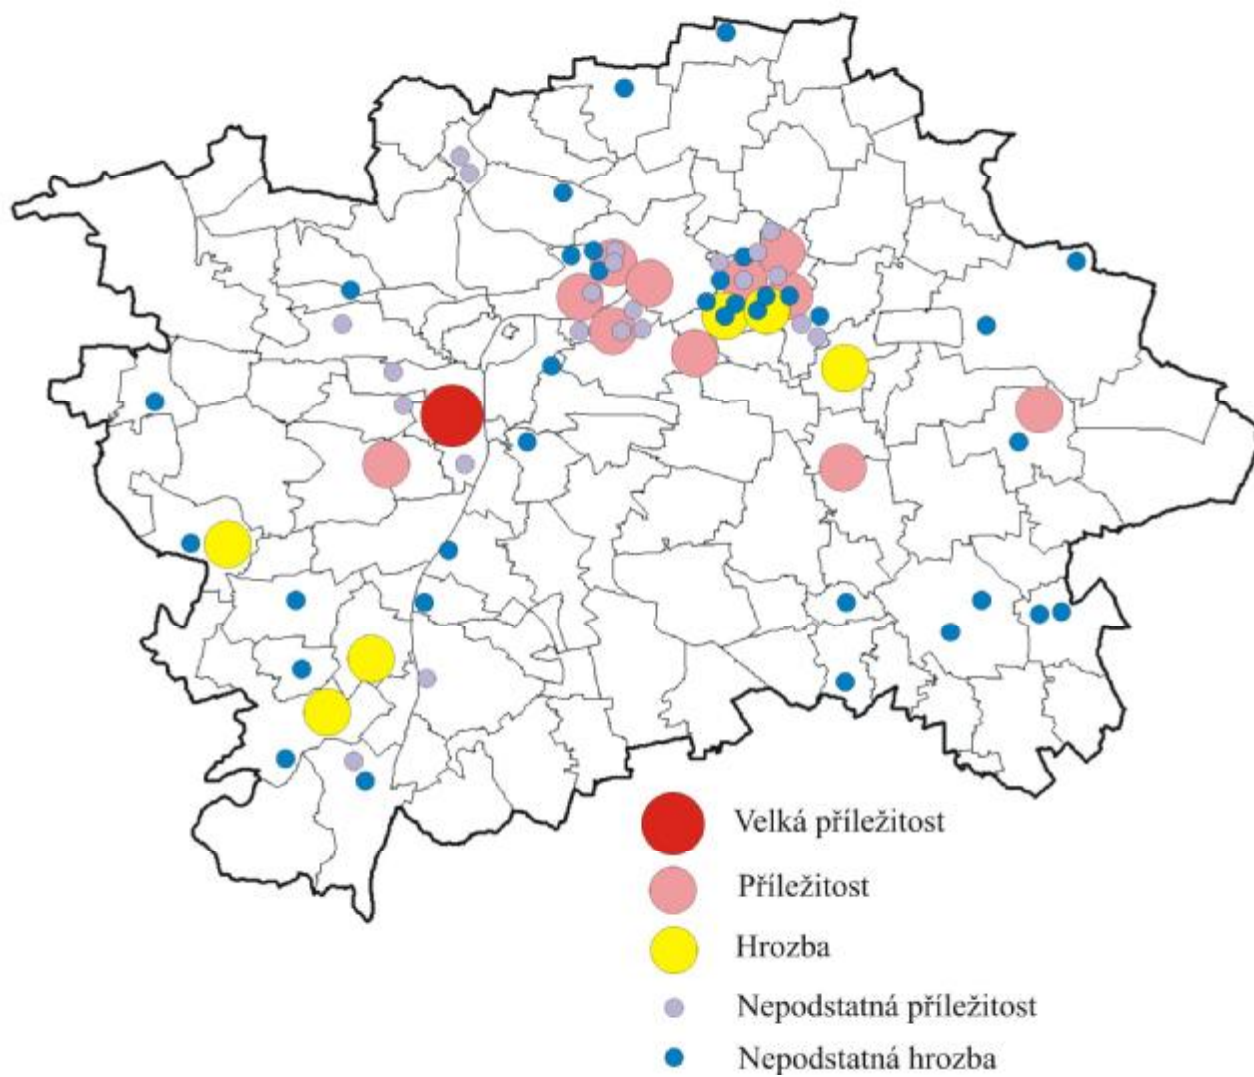 Velká příležitost
Příležitost
Hrozba
Nepodstatná příležitost
Nepodstatná hrozba